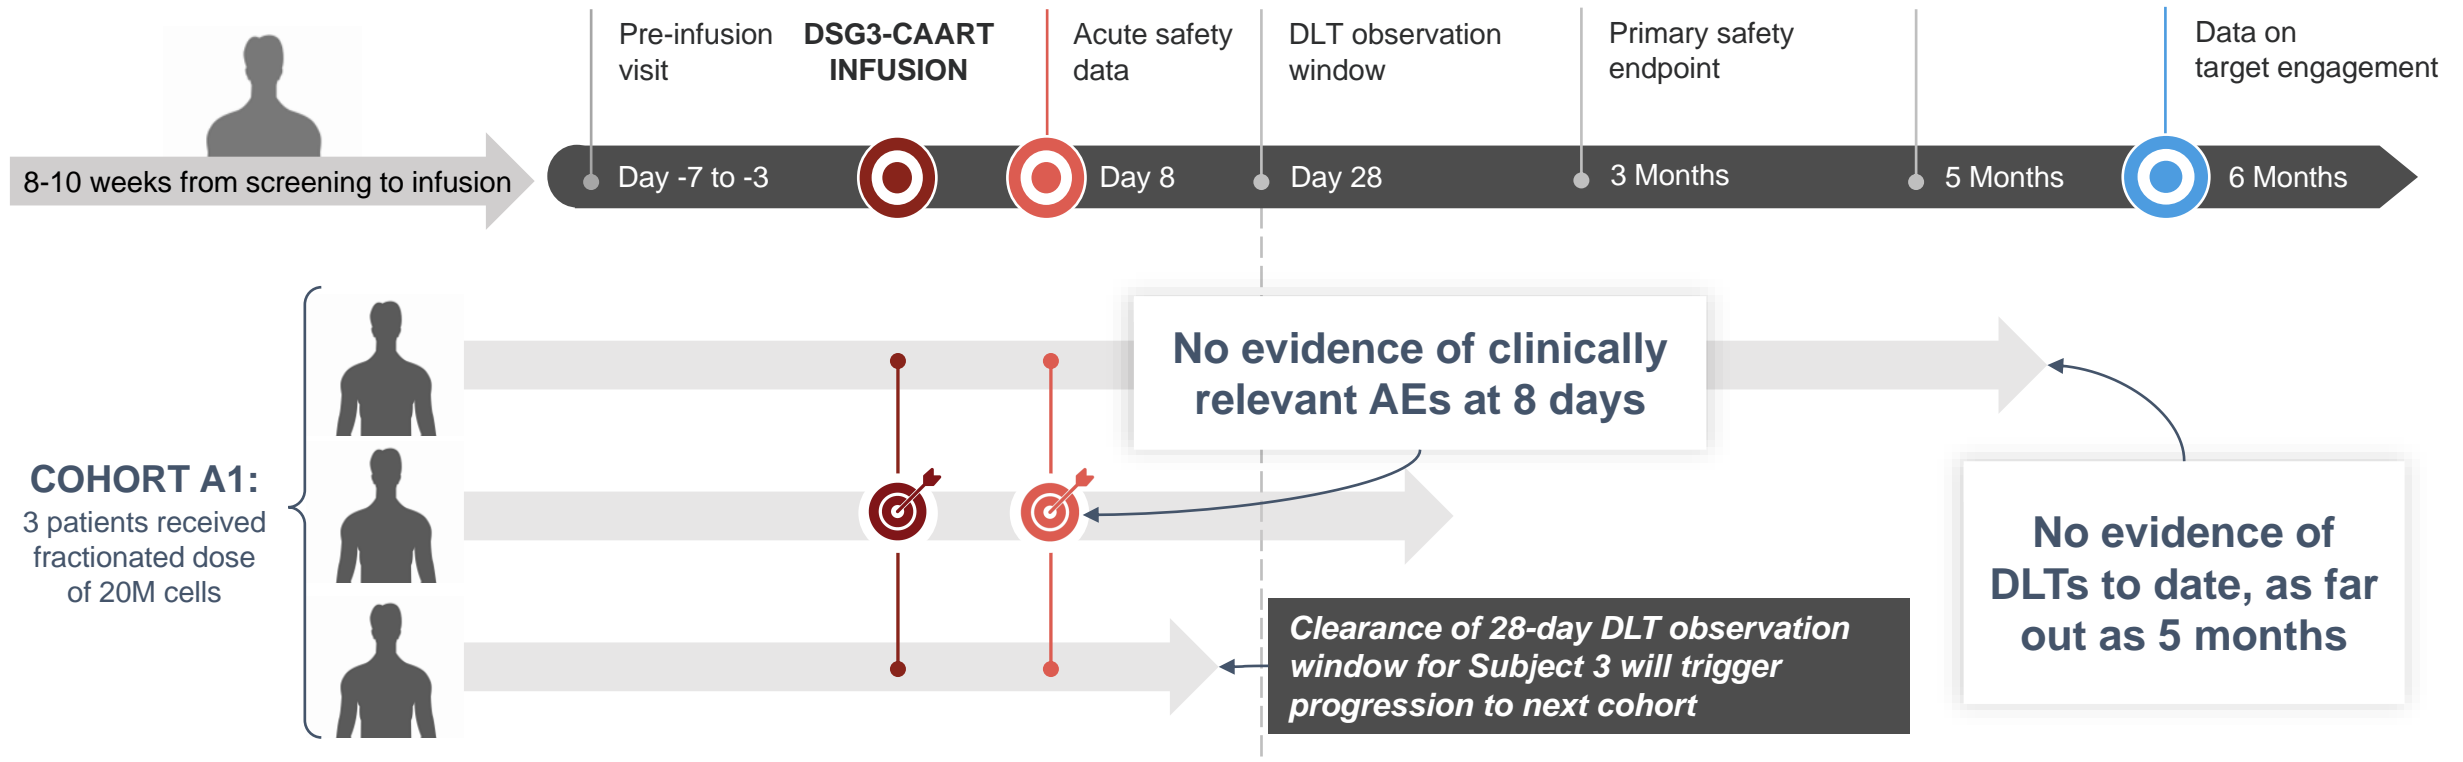 Pre-infusion
visit
DSG3-CAART
INFUSION
Acute safety
data
DLT observation
window
Primary safety
endpoint
Data on
target engagement
8-10 weeks from screening to infusion
Day -7 to -3
Day 8
Day 28
3 Months
5 Months
6 Months
No evidence of clinically
relevant AEs at 8 days
COHORT A1:
3 patients received
fractionated dose
of 20M cells
No evidence of
DLTs to date, as far
out as 5 months
Clearance of 28-day DLT observation
window for Subject 3 will trigger
progression to next cohort